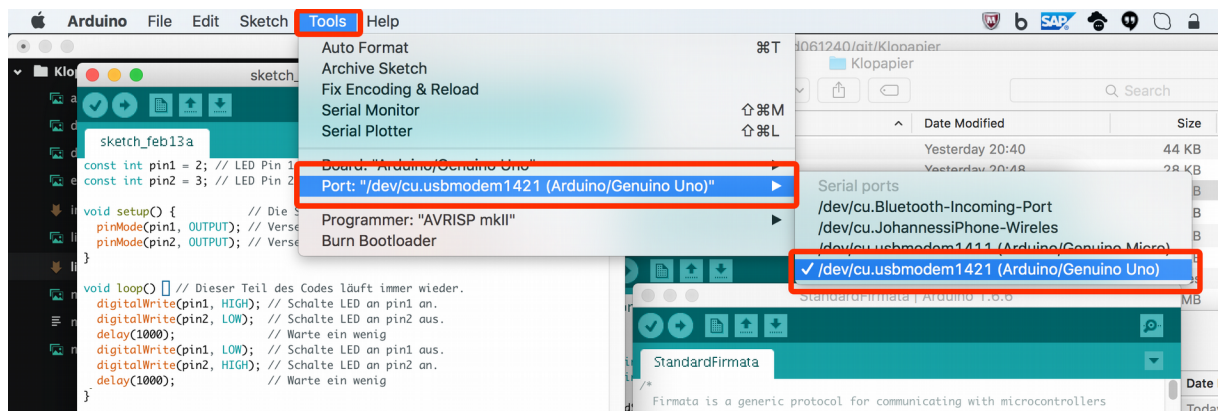 Arduino File Edit Sketch Tools Help
SAP
d061240/git/Klopapier
Klopapier
Search
Date Modified Size
Yesterday 20:40 44 KB
Yesterday 20:48 28 KB
Klop
sketch_
sketch_feb13a
const int pin1 = 2; // LED Pin 1
const int pin2 = 3; // LED Pin 2
void setup() { // Die S
pinMode(pin1, OUTPUT); // Verse
pinMode(pin2, OUTPUT); // Verse
}
void loop() { // Dieser Teil des Codes läuft immer wieder.
digitalWrite(pin1, HIGH); // Schalte LED an pin1 an.
digitalWrite(pin2, LOW); // Schalte LED an pin2 aus.
delay(1000); // Warte ein wenig
digitalWrite(pin1, LOW); // Schalte LED an pin1 aus.
digitalWrite(pin2, HIGH); // Schalte LED an pin2 an.
delay(1000); // Warte ein wenig
}
Auto Format ⌘T
Archive Sketch
Fix Encoding & Reload
Serial Monitor ⇧⌘M
Serial Plotter ⇧⌘L
Board: "Arduino/Genuino Uno"
Port: "/dev/cu.usbmodem1421 (Arduino/Genuino Uno)"
Programmer: "AVRISP mkII"
Burn Bootloader
Serial ports
/dev/cu.Bluetooth-Incoming-Port
/dev/cu.JohannessiPhone-Wireles
/dev/cu.usbmodem1411 (Arduino/Genuino Micro)
✓ /dev/cu.usbmodem1421 (Arduino/Genuino Uno)
MB
StandardFirmata | Arduino 1.6.6
StandardFirmata
/*
Firmata is a generic protocol for communicating with microcontrollers
Date
Today